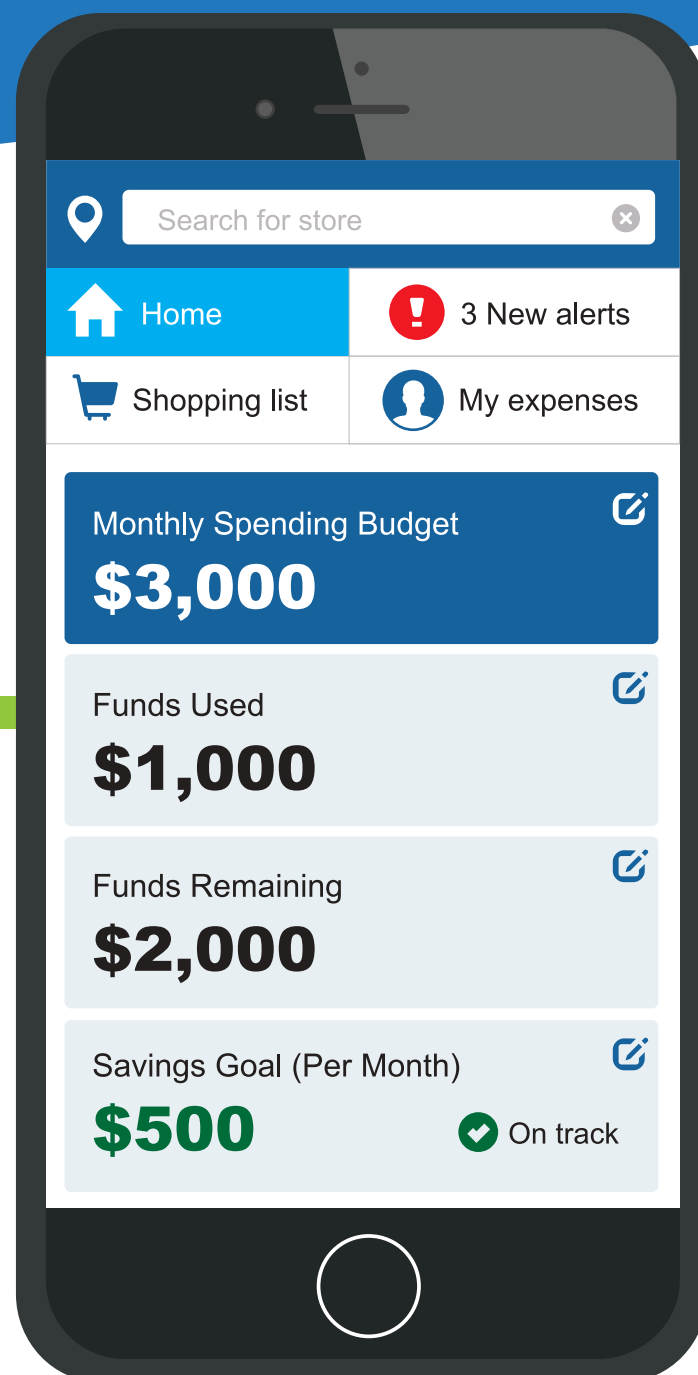 Search for store
Home
3 New alerts
Shopping list
My expenses
Monthly Spending Budget
$3,000
Funds Used
$1,000
Funds Remaining
$2,000
Savings Goal (Per Month)
$500
On track